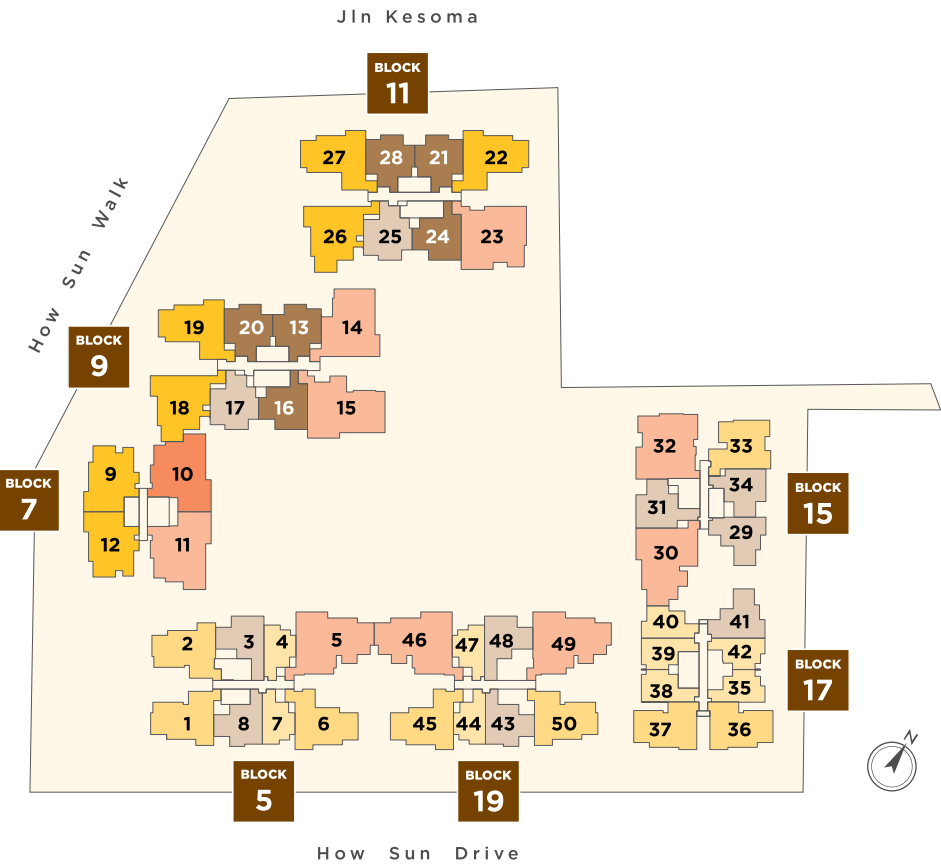 Jln Kesoma
BLOCK
11
27 28 21 22
26 25 24 23
How Sun Walk
19 20 13 14
BLOCK
9
18 17 16 15
32 33
9 10
34
BLOCK
7
BLOCK
15
31
29
12 11
30
40 41
2 3 4 5 46 47 48 49
39 42
BLOCK
17
38 35
1 8 7 6 45 44 43 50
37 36
N
BLOCK
5
BLOCK
19
How Sun Drive